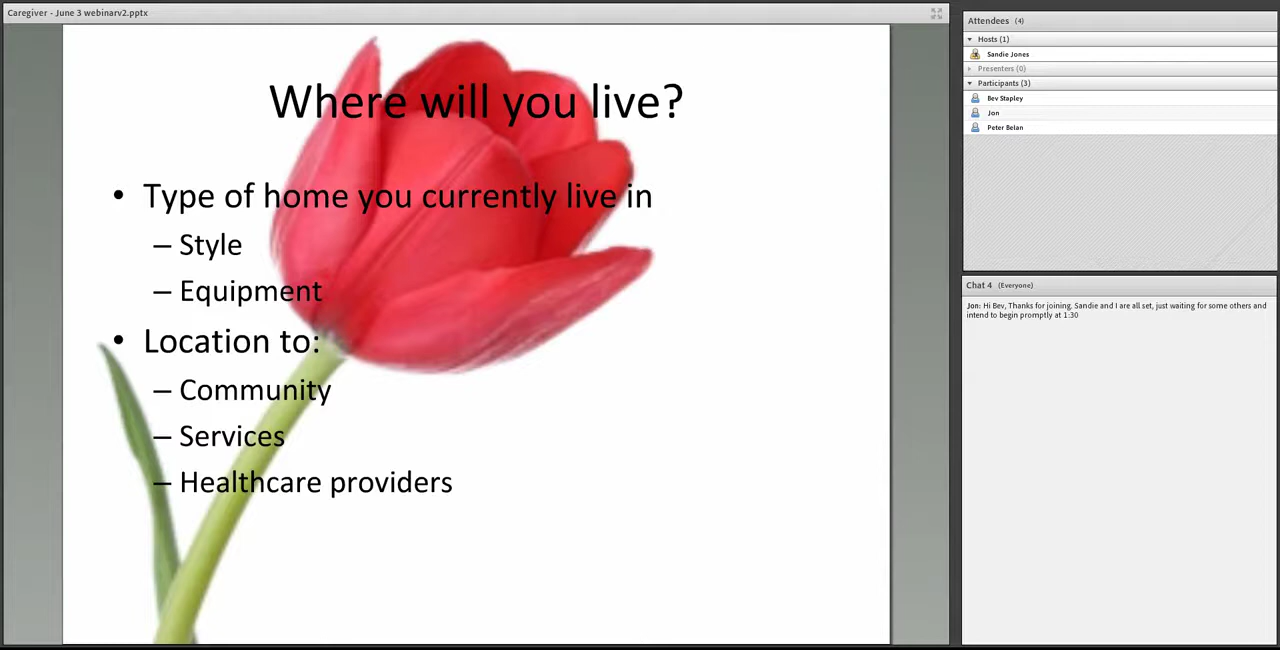 Caregiver - June 3 webinarv2.pptx
Where will you live?
• Type of home you currently live in
– Style
– Equipment
• Location to:
– Community
– Services
– Healthcare providers
Attendees (4)
Hosts (1)
Sandie Jones
Presenters (0)
Participants (3)
Bev Stapley
Jon
Peter Belan
Chat 4 (Everyone)
Jon: Hi Bev, Thanks for joining. Sandie and I are all set, just waiting for some others and
intend to begin promptly at 1:30